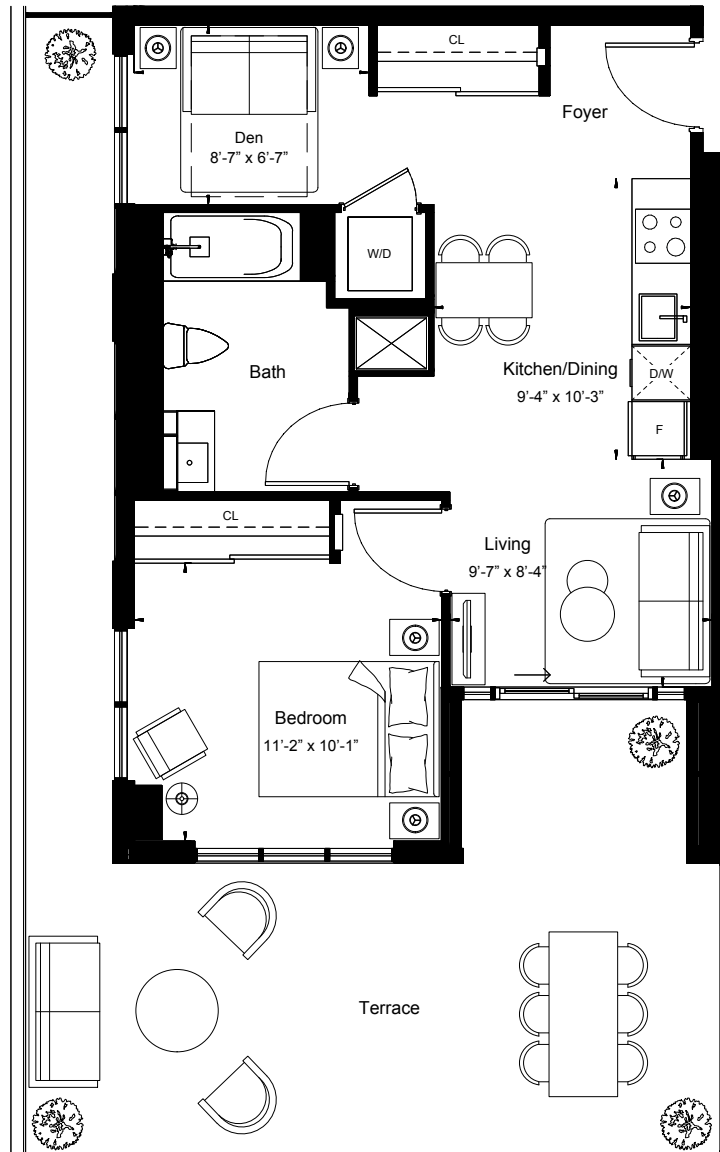 CL
Foyer
Den
8'-7” x 6'-7”
W/D
Bath
Kitchen/Dining
9'-4” x 10'-3”
D/W
F
CL
Living
9'-7” x 8'-4”
Bedroom
11'-2” x 10'-1”
Terrace